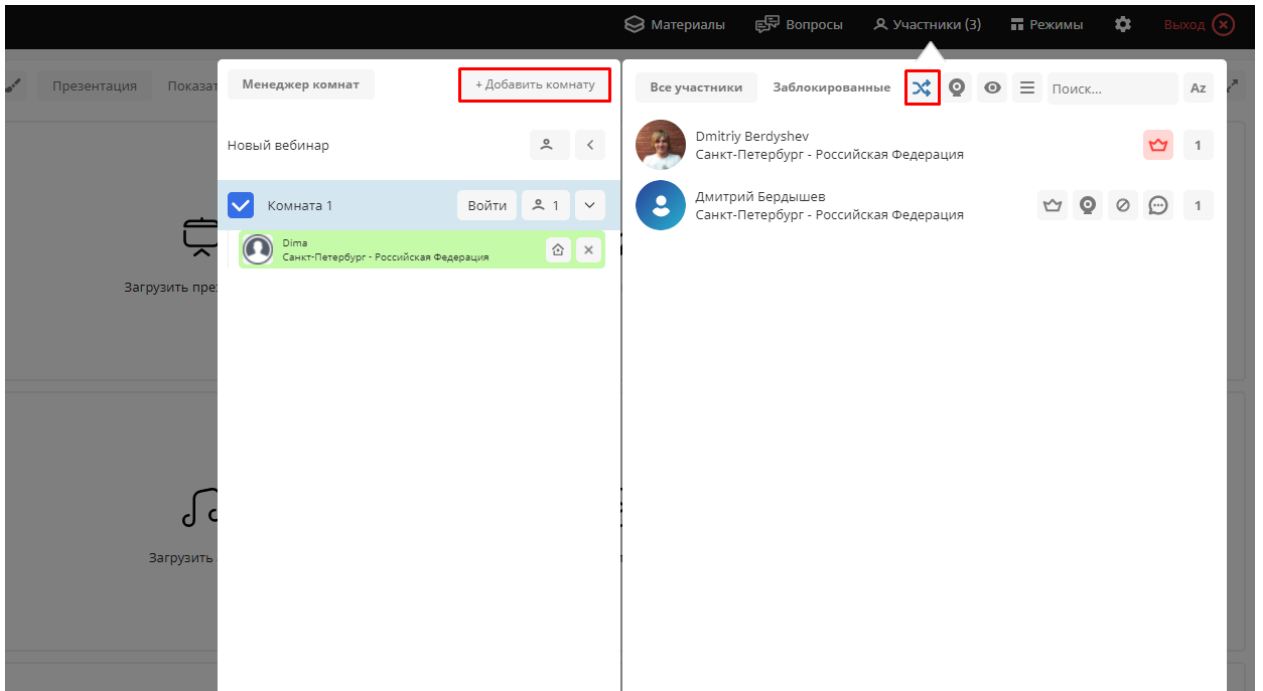 Материалы Вопросы Участники (3) Режимы Выход
Презентация Показат
Менеджер комнат + Добавить комнату
Новый вебинар
Комната 1 Войти 1
Dima
Санкт-Петербург - Российская Федерация
Загрузить пре
Загрузить
Все участники Заблокированные Поиск... Az
Dmitriy Berdyshev
Санкт-Петербург - Российская Федерация
1
Дмитрий Бердышев
Санкт-Петербург - Российская Федерация
1